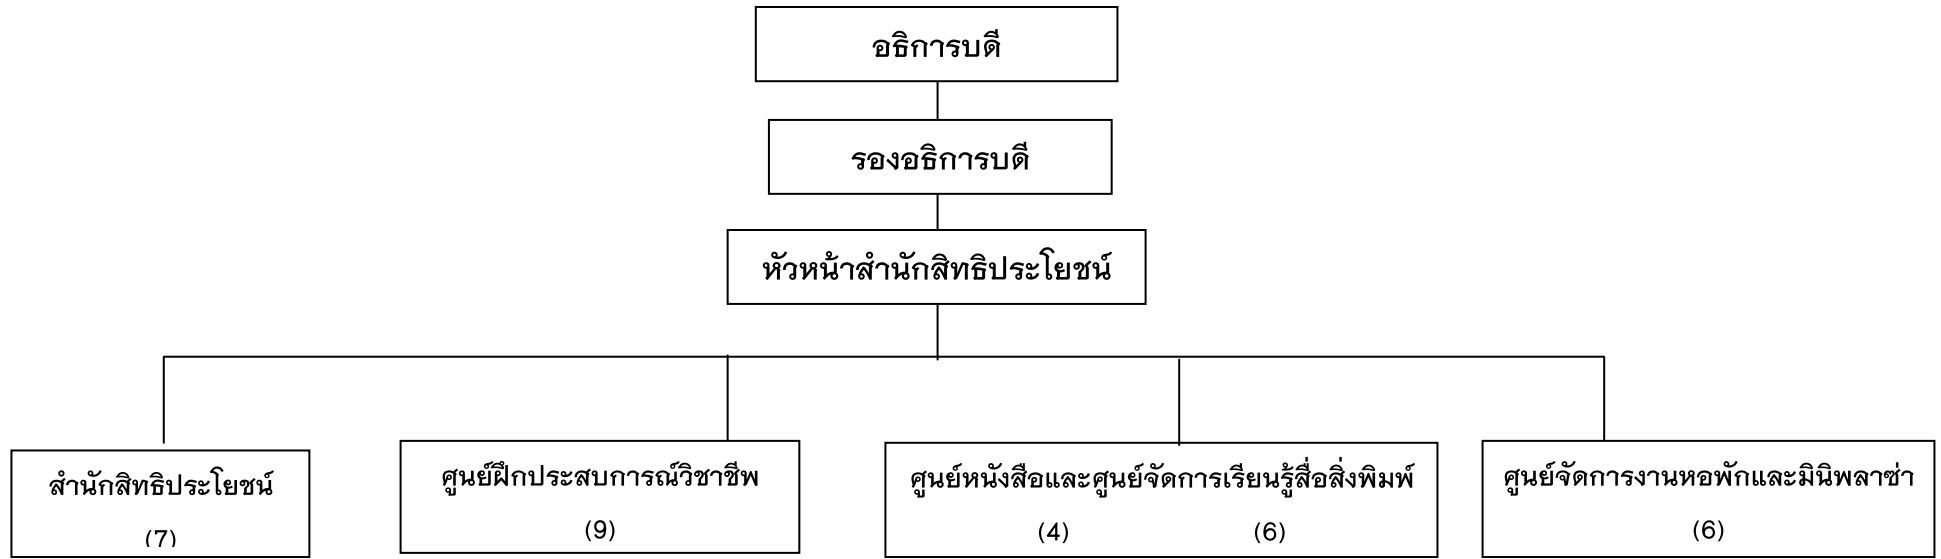 อธิการบดี
รองอธิการบดี
หัวหน้าสำนักสิทธิประโยชน์
สำนักสิทธิประโยชน์
(7)
ศูนย์ฝึกประสบการณ์วิชาชีพ
(9)
ศูนย์หนังสือและศูนย์จัดการเรียนรู้สื่อสิ่งพิมพ์
(4) (6)
ศูนย์จัดการงานหอพักและมินิพลาซ่า
(6)